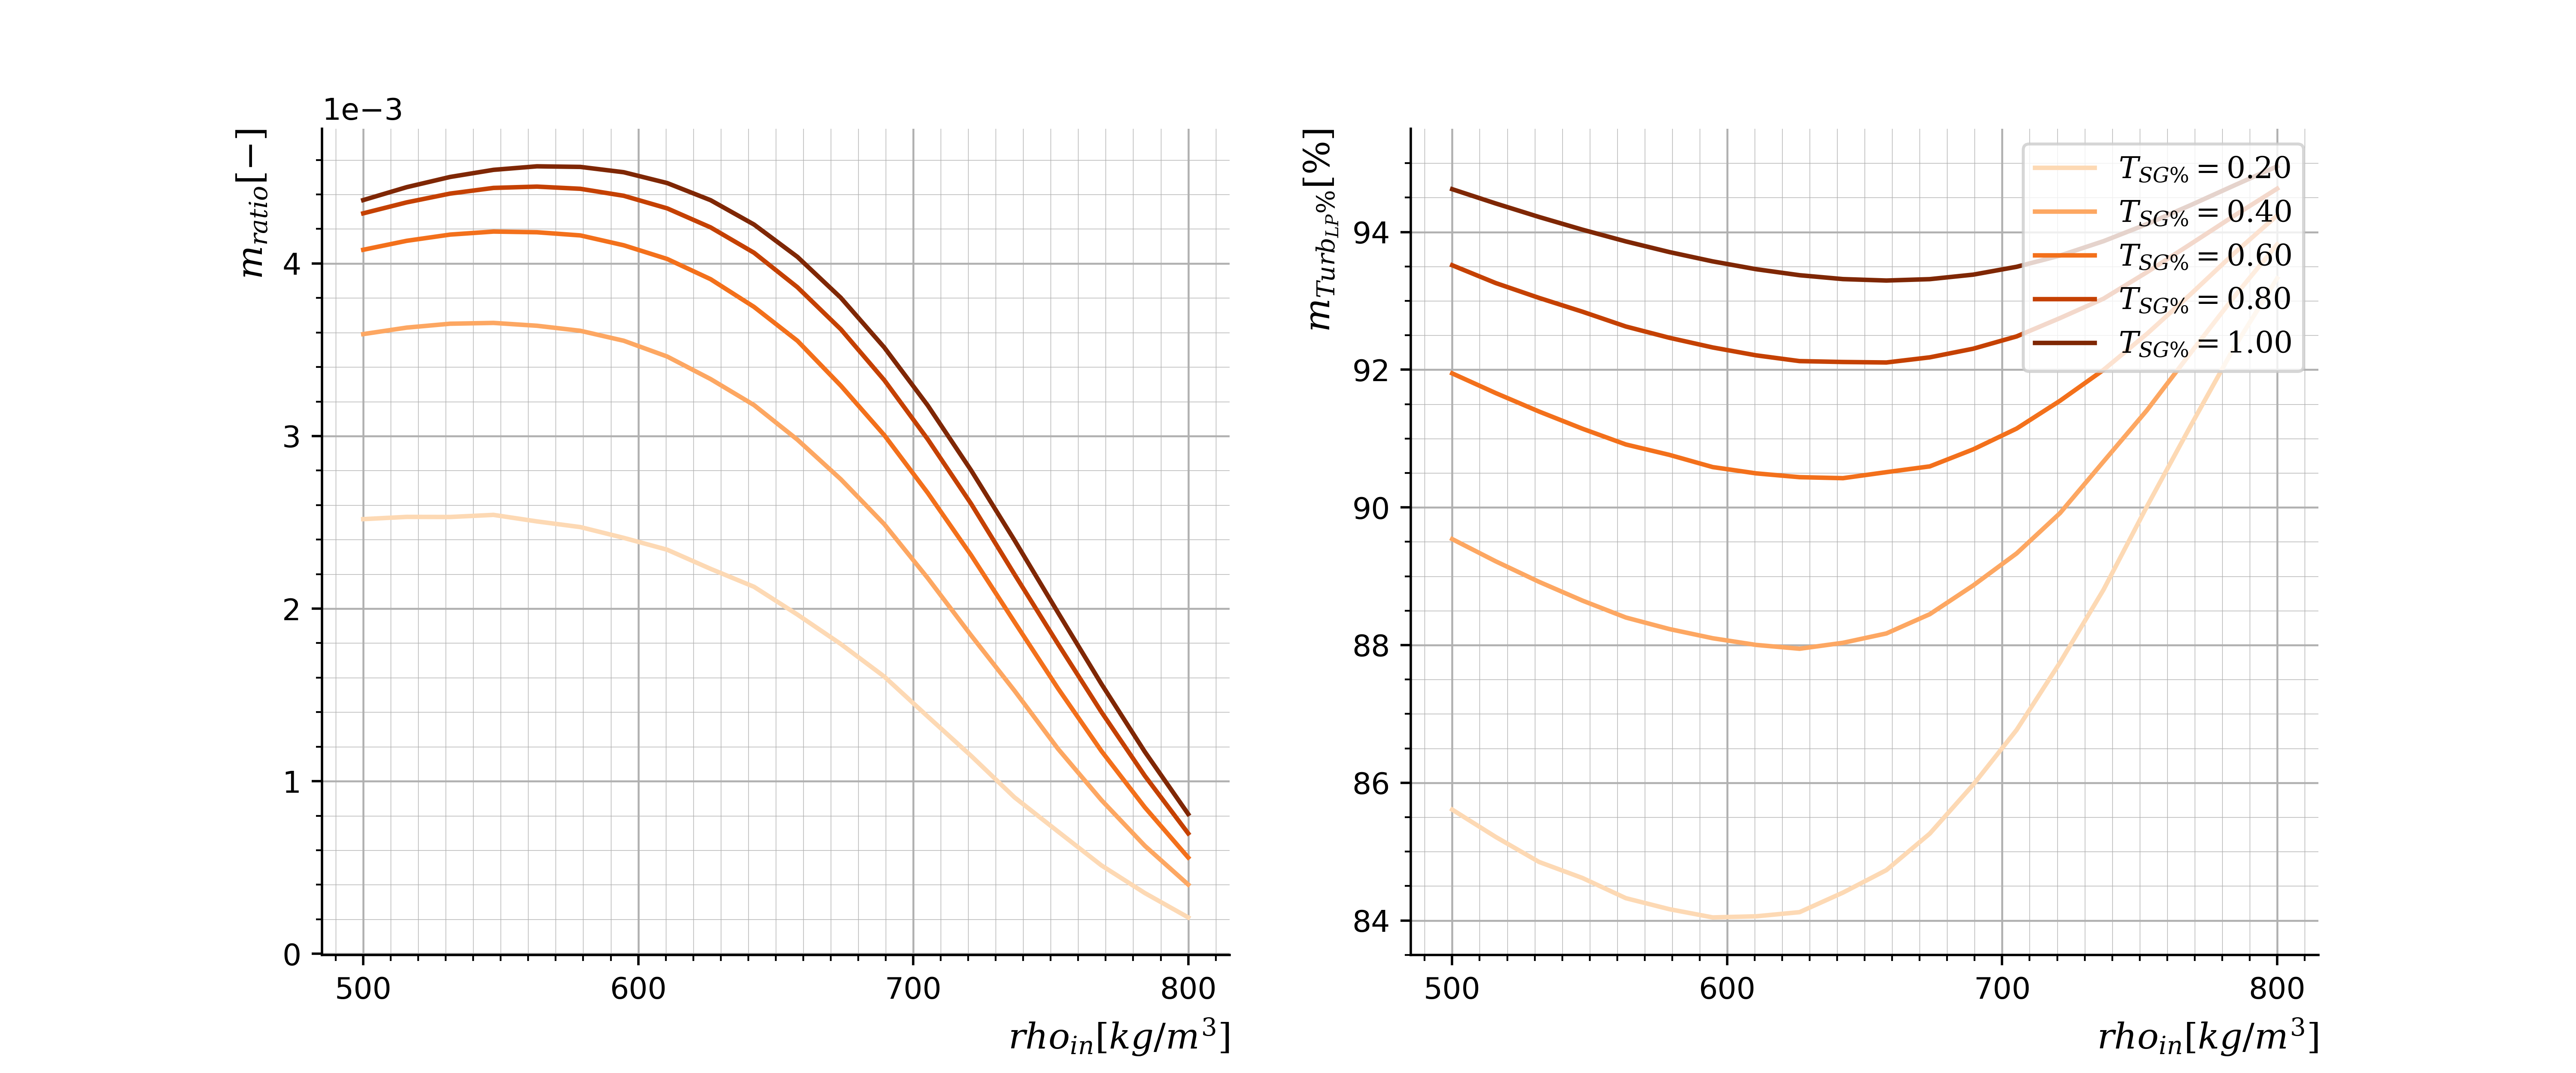 1e−3
m_ratio[−]
4
3
2
1
0
500 600 700 800
rho_in[kg/m³]
m_Turb_LP%[%]
94
92
90
88
86
84
500 600 700 800
rho_in[kg/m³]
T_SG% = 0.20
T_SG% = 0.40
T_SG% = 0.60
T_SG% = 0.80
T_SG% = 1.00